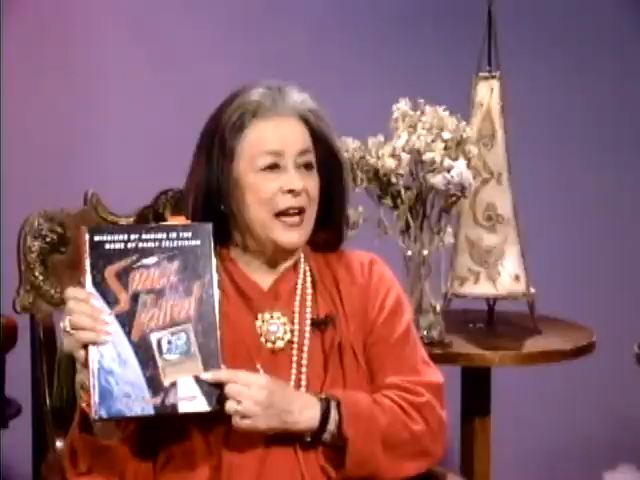 MISSIONS OF DARING IN THE
NAME OF EARLY TELEVISION
Space
Patrol